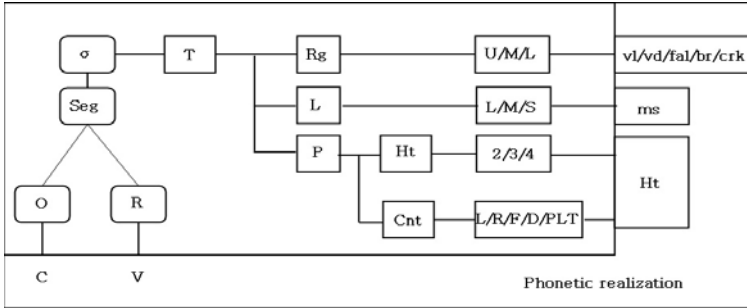 σ T Rg U/M/L vl/vd/fal/br/crk
Seg L L/M/S ms
P Ht 2/3/4
Ht
O R Cnt L/R/F/D/PLT
C V
Phonetic realization